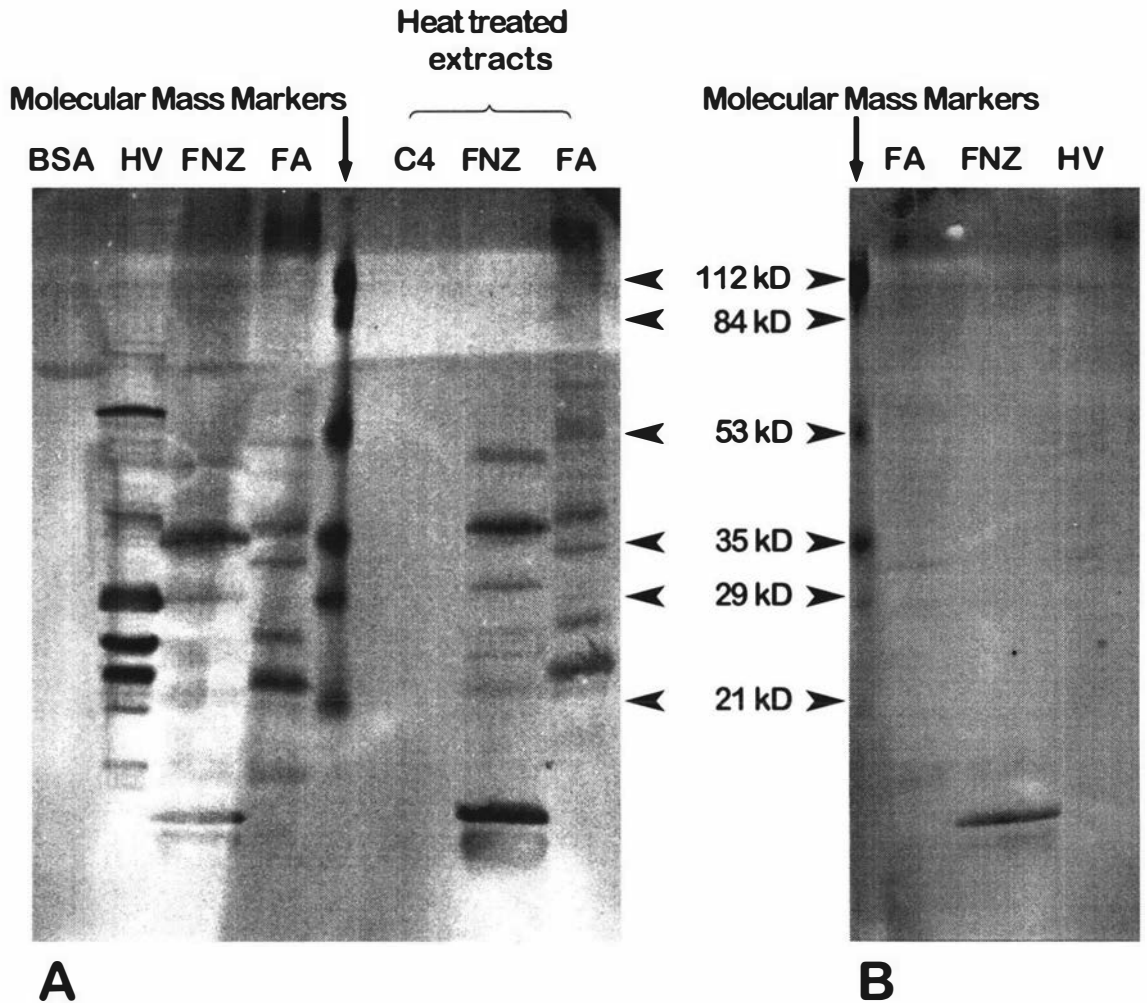 Heat treated
extracts
Molecular Mass Markers
Molecular Mass Markers
BSA HV FNZ FA
C4 FNZ FA
FA FNZ HV
112 kD
84 kD
53 kD
35 kD
29 kD
21 kD
A
B